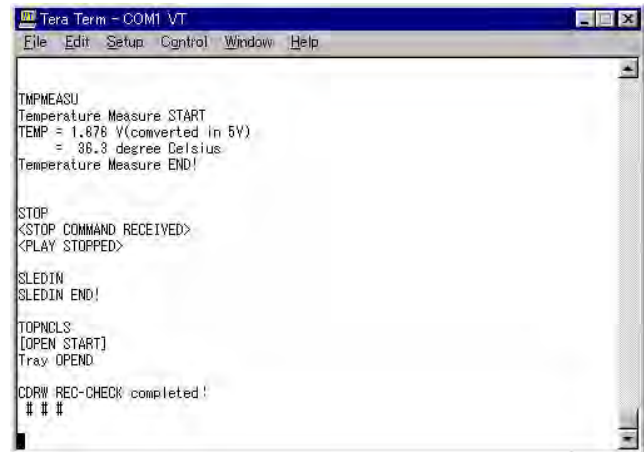 Tera Term - COM1 VT
File Edit Setup Control Window Help
TMPMEASU
Temperature Measure START
TEMP = 1.676 V(comverted in 5V)
= 36.3 degree Celsius
Temperature Measure END!
STOP
<STOP COMMAND RECEIVED>
<PLAY STOPPED>
SLEDIN
SLEDIN END!
TOPNCLS
[OPEN START]
Tray OPEND
CDRW REC-CHECK completed!
# # #